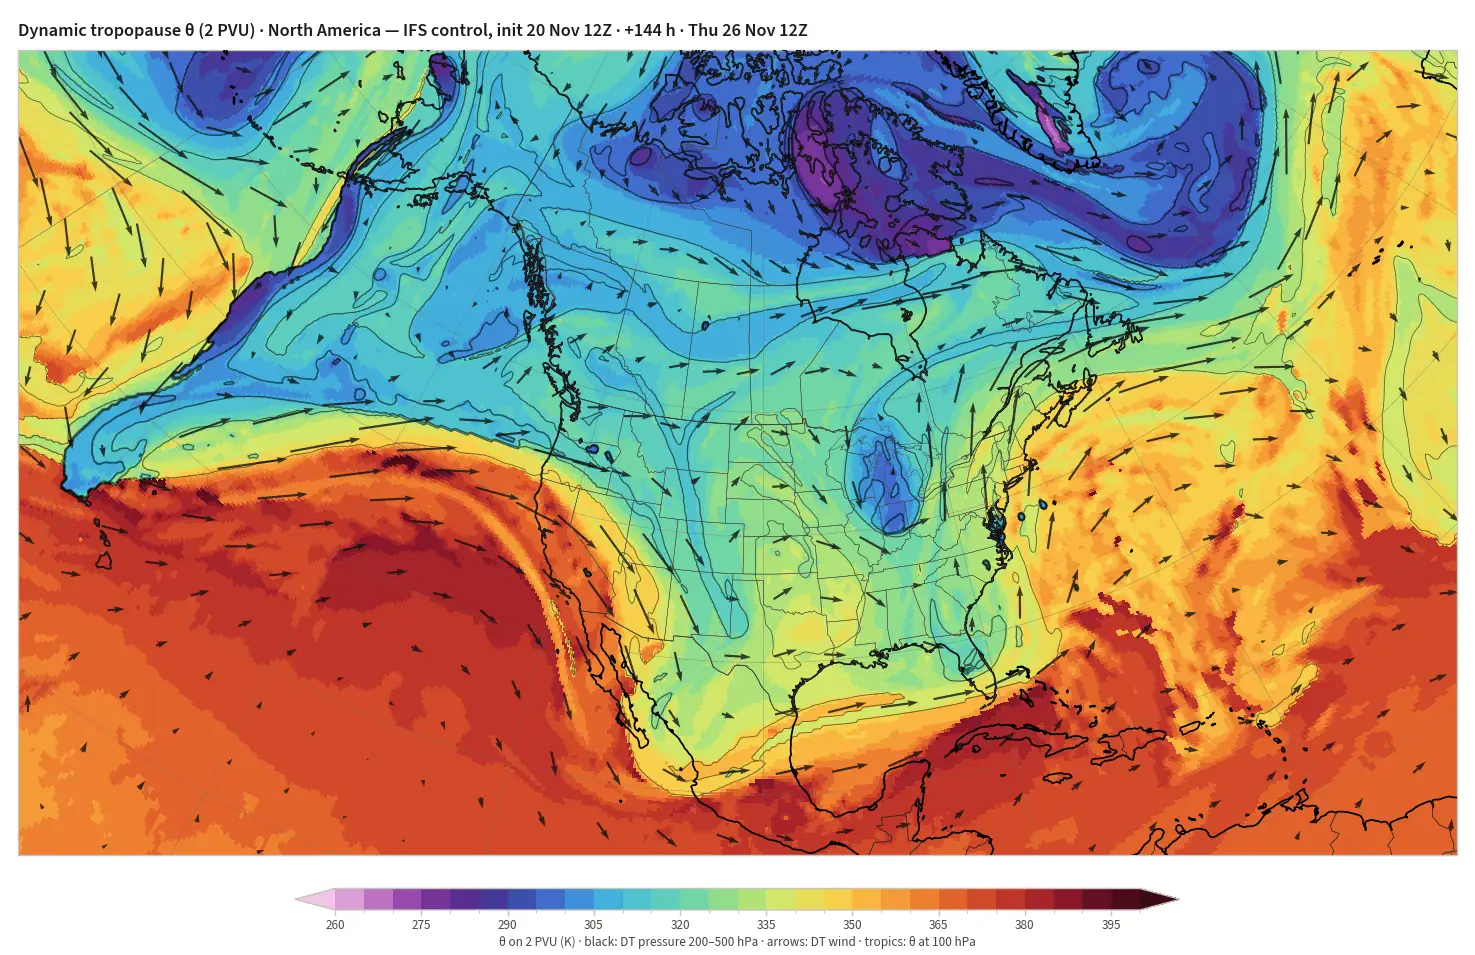 Dynamic tropopause θ (2 PVU) · North America — IFS control, init 20 Nov 12Z · +144 h · Thu 26 Nov 12Z
260 275 290 305 320 335 350 365 380 395
θ on 2 PVU (K) · black: DT pressure 200–500 hPa · arrows: DT wind · tropics: θ at 100 hPa